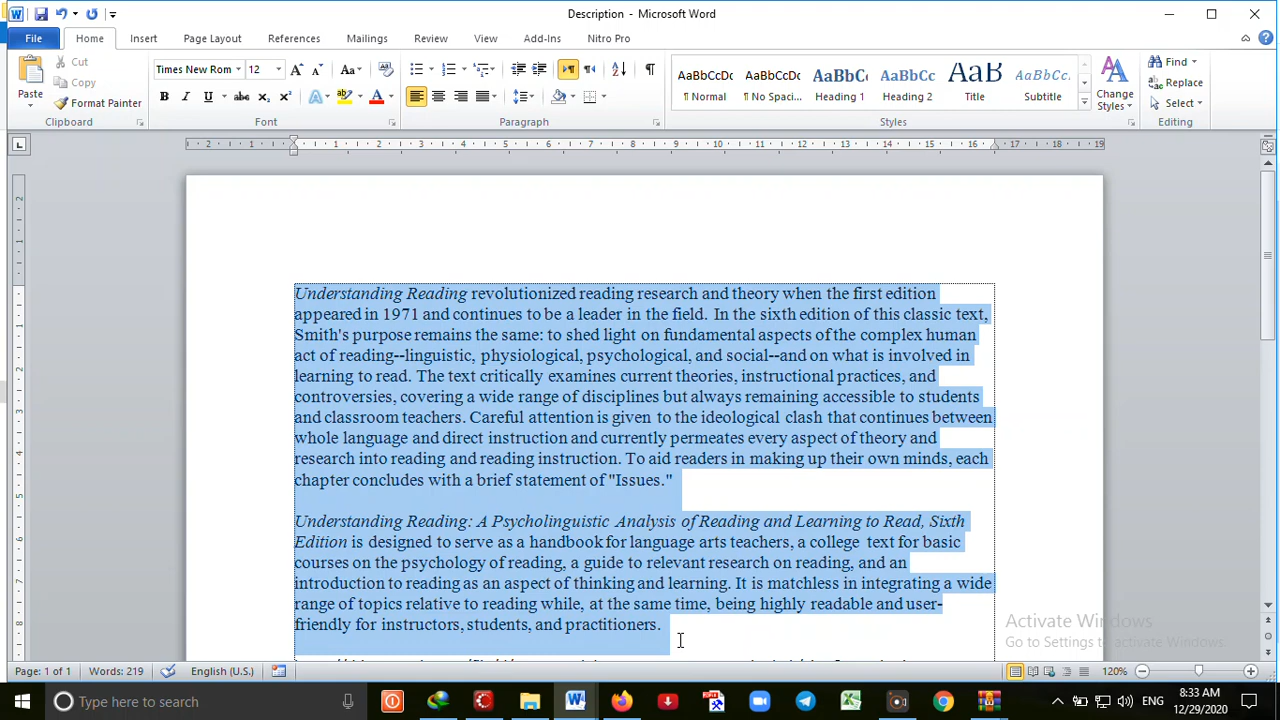 Description - Microsoft Word
File Home Insert Page Layout References Mailings Review View Add-Ins Nitro Pro
Paste
Cut
Copy
Format Painter
Clipboard
Times New Rom 12
Font
Paragraph
AaBbCcDc AaBbCcDc AaBbC AaBbCc AaB AaBbCc.
¶ Normal ¶ No Spaci... Heading 1 Heading 2 Title Subtitle
Styles
Change Styles
Find
Replace
Select
Editing
Understanding Reading revolutionized reading research and theory when the first edition
appeared in 1971 and continues to be a leader in the field. In the sixth edition of this classic text,
Smith's purpose remains the same: to shed light on fundamental aspects of the complex human
act of reading--linguistic, physiological, psychological, and social--and on what is involved in
learning to read. The text critically examines current theories, instructional practices, and
controversies, covering a wide range of disciplines but always remaining accessible to students
and classroom teachers. Careful attention is given to the ideological clash that continues between
whole language and direct instruction and currently permeates every aspect of theory and
research into reading and reading instruction. To aid readers in making up their own minds, each
chapter concludes with a brief statement of "Issues."
Understanding Reading: A Psycholinguistic Analysis of Reading and Learning to Read, Sixth
Edition is designed to serve as a handbook for language arts teachers, a college text for basic
courses on the psychology of reading, a guide to relevant research on reading, and an
introduction to reading as an aspect of thinking and learning. It is matchless in integrating a wide
range of topics relative to reading while, at the same time, being highly readable and user-
friendly for instructors, students, and practitioners.
Activate Windows
Go to Settings to activate Windows.
Page: 1 of 1 Words: 219 English (U.S.) 120%
Type here to search
ENG
8:33 AM
12/29/2020